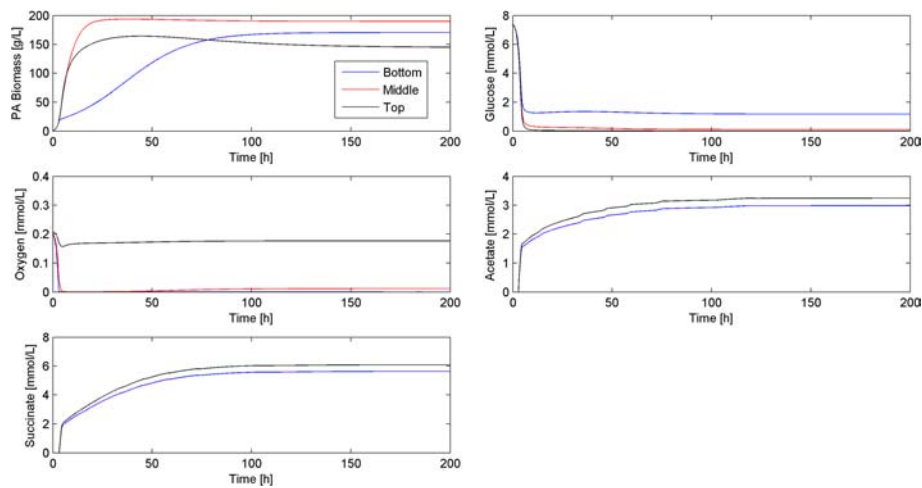 PA Biomass [g/L]
200
150
100
50
0
Bottom
Middle
Top
0 50 100 150 200
Time [h]
Glucose [mmol/L]
8
6
4
2
0
0 50 100 150 200
Time [h]
Oxygen [mmol/L]
0.4
0.3
0.2
0.1
0
0 50 100 150 200
Time [h]
Acetate [mmol/L]
4
3
2
1
0
0 50 100 150 200
Time [h]
Succinate [mmol/L]
8
6
4
2
0
0 50 100 150 200
Time [h]